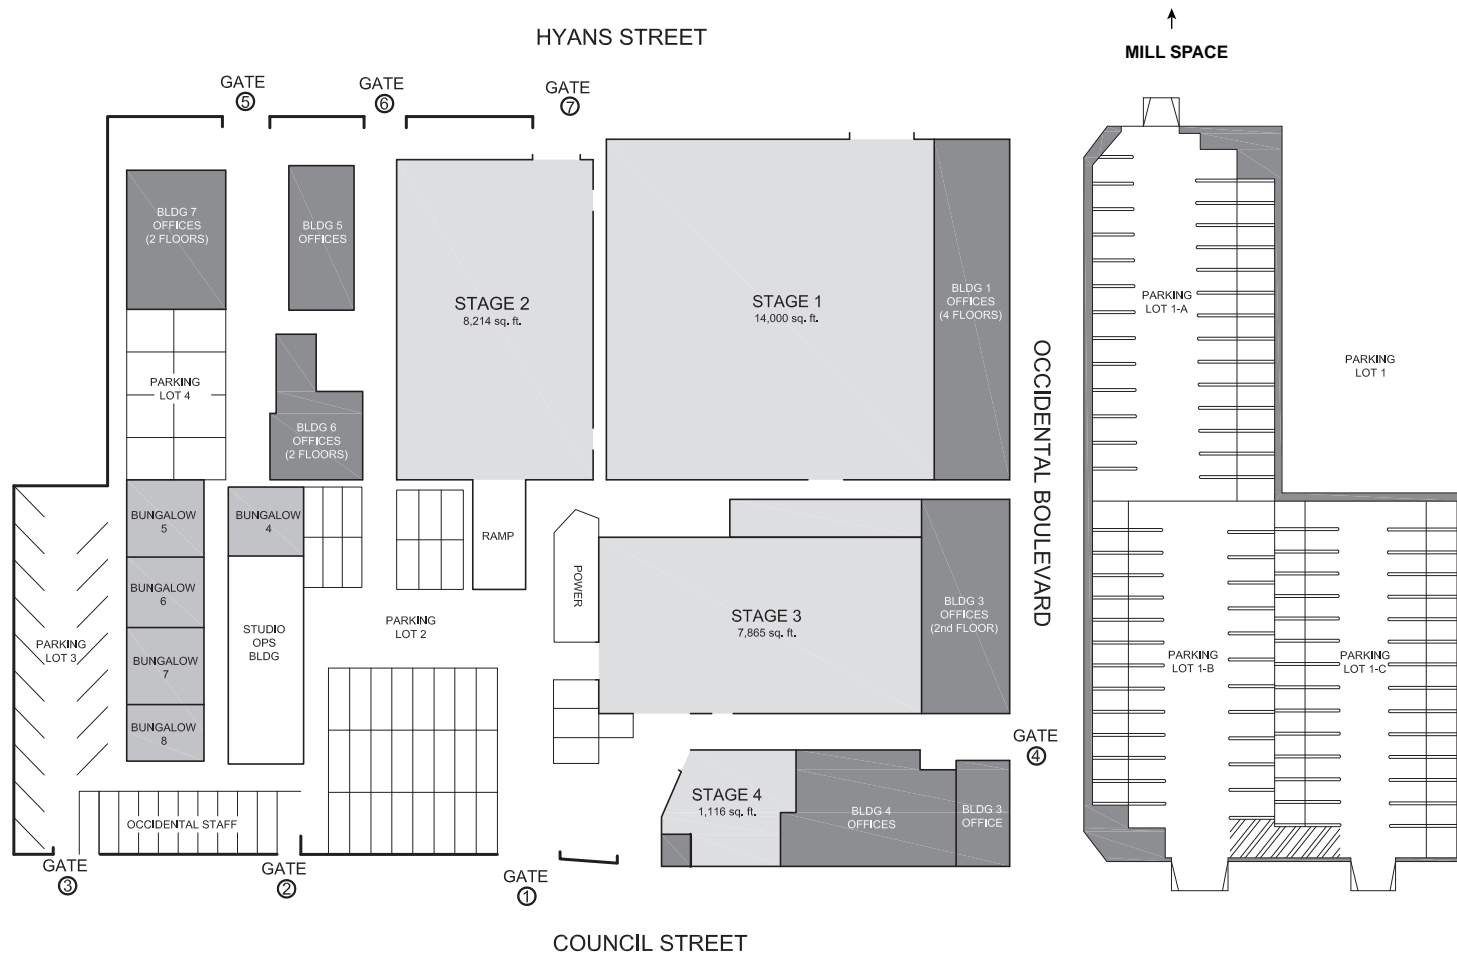 HYANS STREET
MILL SPACE
GATE
5
GATE
6
GATE
7
BLDG 7
OFFICES
(2 FLOORS)
BLDG 5
OFFICES
STAGE 2
8,214 sq. ft.
STAGE 1
14,000 sq. ft.
BLDG 1
OFFICES
(4 FLOORS)
PARKING
LOT 1-A
PARKING
LOT 1
PARKING
LOT 4
BLDG 6
OFFICES
(2 FLOORS)
OCCIDENTAL BOULEVARD
BUNGALOW
5
BUNGALOW
4
RAMP
POWER
BUNGALOW
6
PARKING
LOT 3
STUDIO
OPS
BLDG
PARKING
LOT 2
STAGE 3
7,865 sq. ft.
BLDG 3
OFFICES
(2nd FLOOR)
BUNGALOW
7
PARKING
LOT 1-B
PARKING
LOT 1-C
BUNGALOW
8
GATE
4
STAGE 4
1,116 sq. ft.
BLDG 4
OFFICES
BLDG 3
OFFICE
OCCIDENTAL STAFF
GATE
3
GATE
2
GATE
1
COUNCIL STREET